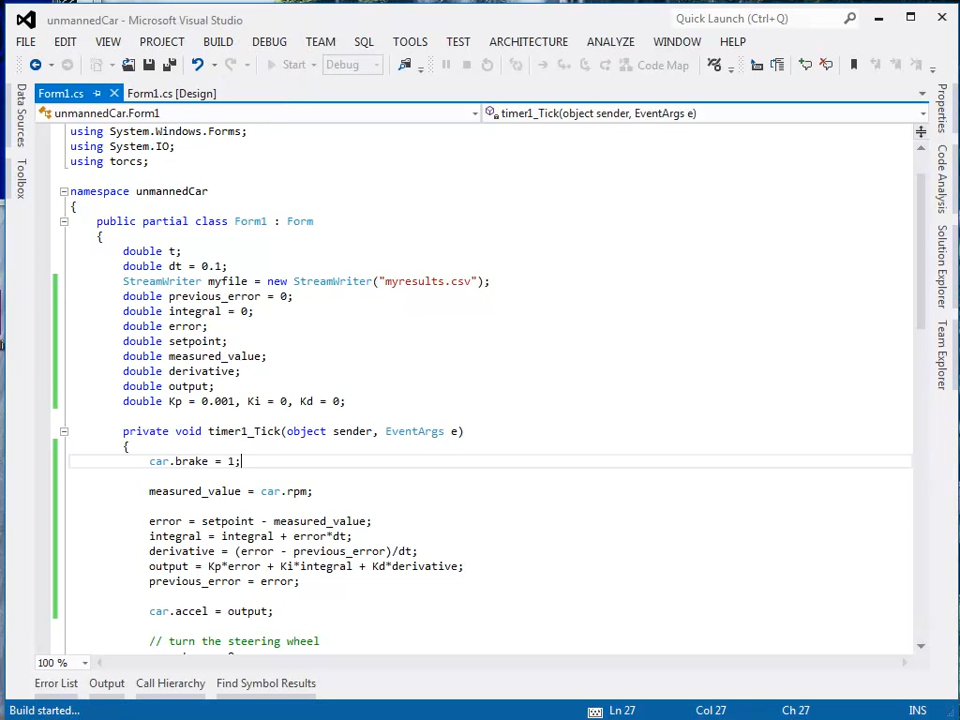 unmannedCar - Microsoft Visual Studio
Quick Launch (Ctrl+Q)
FILE EDIT VIEW PROJECT BUILD DEBUG TEAM SQL TOOLS TEST ARCHITECTURE ANALYZE WINDOW HELP
Start Debug Code Map
Form1.cs Form1.cs [Design]
unmannedCar.Form1 timer1_Tick(object sender, EventArgs e)
using System.Windows.Forms;
using System.IO;
using torcs;
namespace unmannedCar
{
public partial class Form1 : Form
{
double t;
double dt = 0.1;
StreamWriter myfile = new StreamWriter("myresults.csv");
double previous_error = 0;
double integral = 0;
double error;
double setpoint;
double measured_value;
double derivative;
double output;
double Kp = 0.001, Ki = 0, Kd = 0;
private void timer1_Tick(object sender, EventArgs e)
{
car.brake = 1;
measured_value = car.rpm;
error = setpoint - measured_value;
integral = integral + error*dt;
derivative = (error - previous_error)/dt;
output = Kp*error + Ki*integral + Kd*derivative;
previous_error = error;
car.accel = output;
// turn the steering wheel
100 %
Error List Output Call Hierarchy Find Symbol Results
Build started... Ln 27 Col 27 Ch 27 INS
Data Sources
Toolbox
Properties
Code Analysis
Solution Explorer
Team Explorer